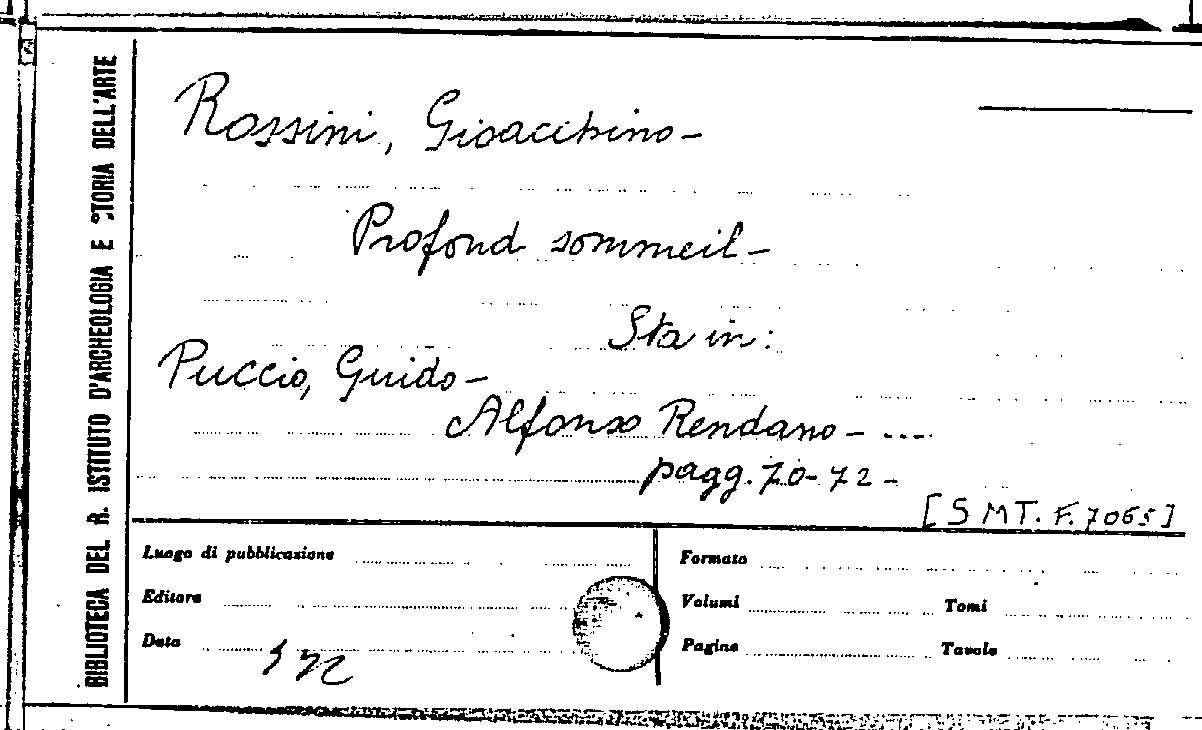 BIBLIOTECA DEL R. ISTITUTO D'ARCHEOLOGIA E STORIA DELL'ARTE
Rossini, Gioacchino-
Profond sommeil-
Sta in:
Puccio, Guido-
Alfonso Rendano- ....
pagg. 70-72-
[SMT. F. 7065]
Luogo di pubblicazione
Editore
Data
Formato
Volumi Tomi
Pagine Tavole